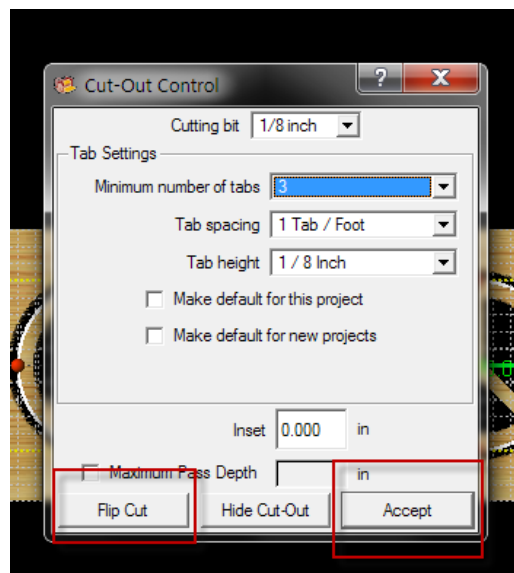 Cut-Out Control
? X
Cutting bit 1/8 inch
Tab Settings
Minimum number of tabs 3
Tab spacing 1 Tab / Foot
Tab height 1 / 8 Inch
Make default for this project
Make default for new projects
Inset 0.000 in
Maximum Pass Depth in
Flip Cut Hide Cut-Out Accept